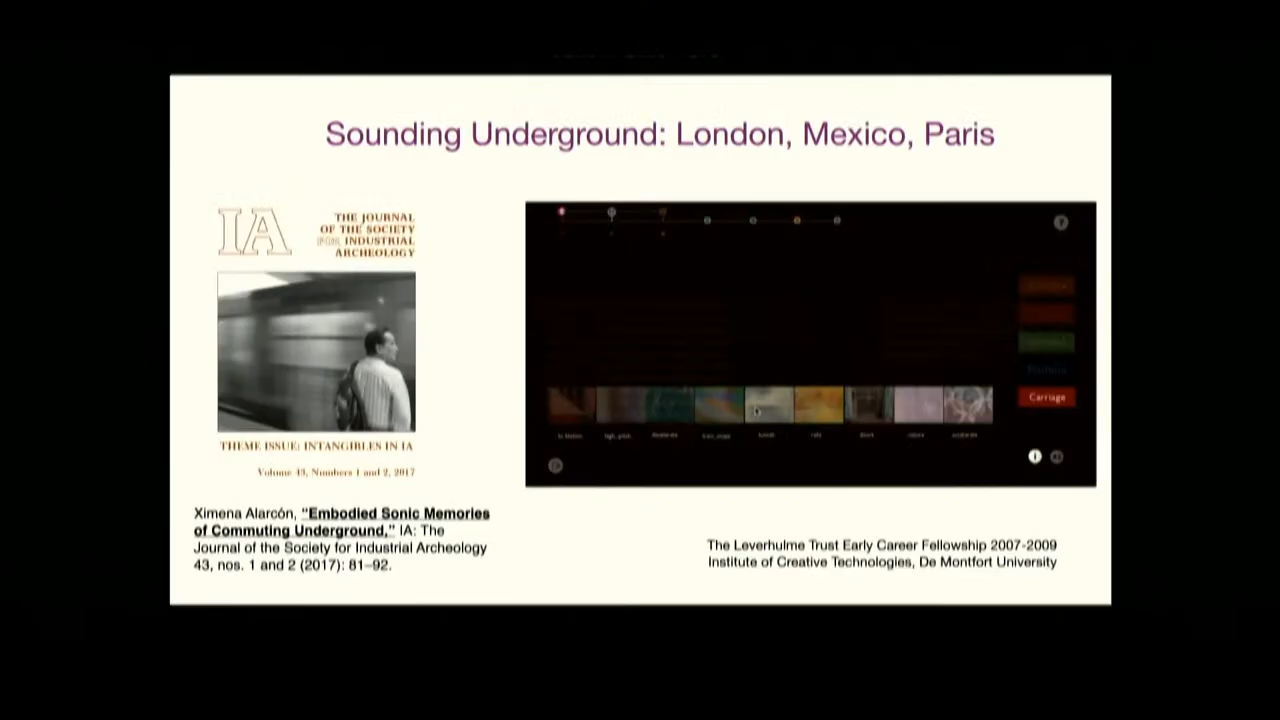 Sounding Underground: London, Mexico, Paris
IA
THE JOURNAL
OF THE SOCIETY
FOR INDUSTRIAL
ARCHEOLOGY
THEME ISSUE: INTANGIBLES IN IA
Volume 43, Numbers 1 and 2, 2017
Ximena Alarcón, "Embodied Sonic Memories
of Commuting Underground," IA: The
Journal of the Society for Industrial Archeology
43, nos. 1 and 2 (2017): 81–92.
Carriage
The Leverhulme Trust Early Career Fellowship 2007-2009
Institute of Creative Technologies, De Montfort University